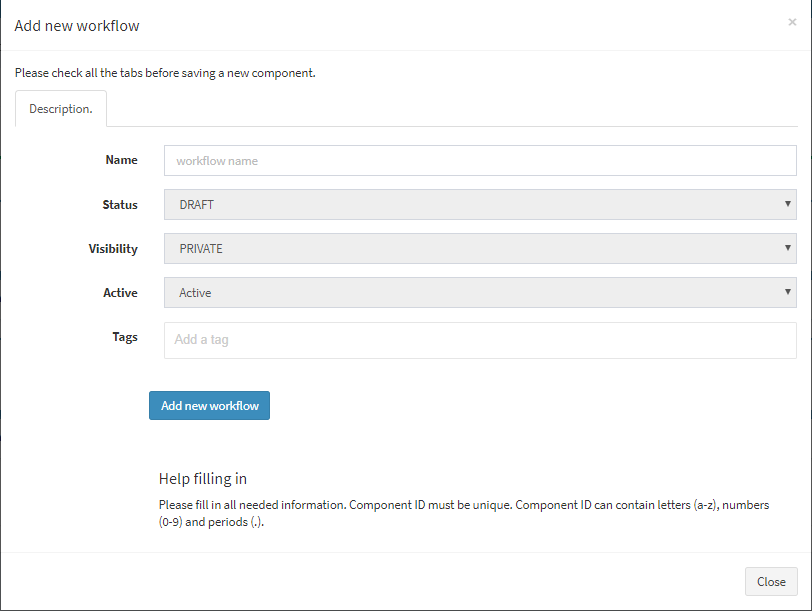 Add new workflow
×
Please check all the tabs before saving a new component.
Description.
Name
workflow name
Status
DRAFT
Visibility
PRIVATE
Active
Active
Tags
Add a tag
Add new workflow
Help filling in
Please fill in all needed information. Component ID must be unique. Component ID can contain letters (a-z), numbers
(0-9) and periods (.).
Close